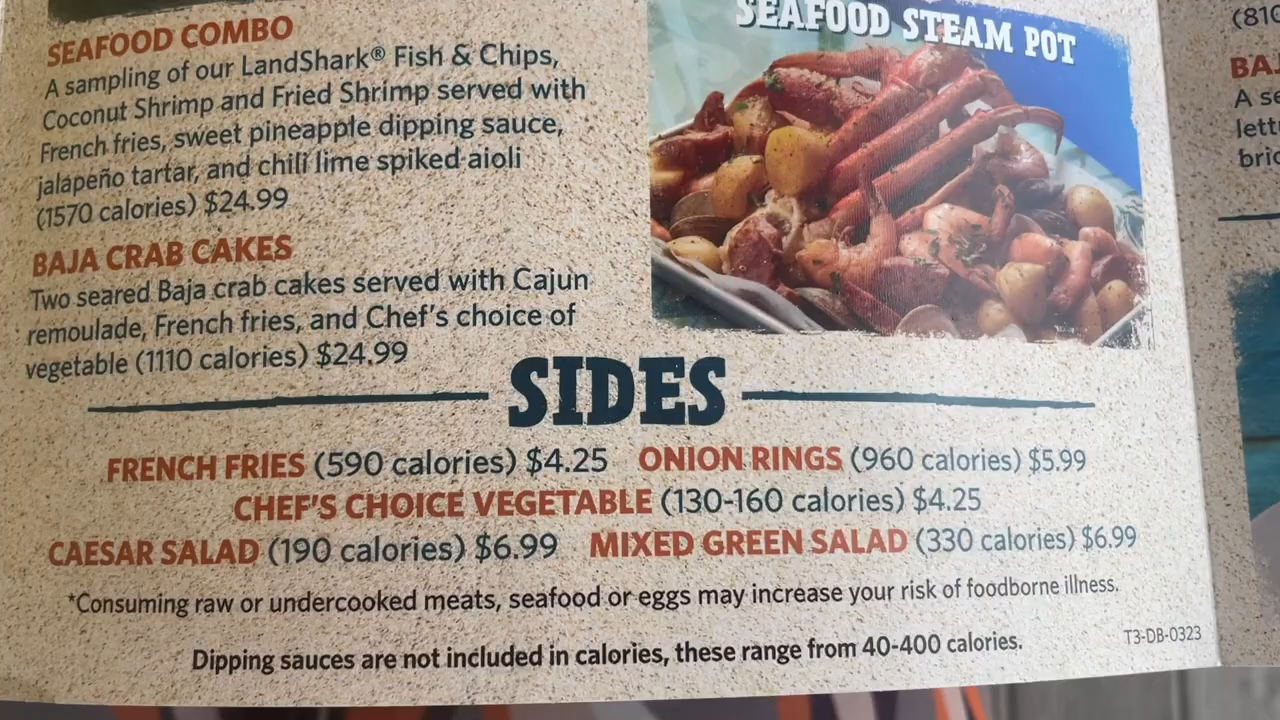 SEAFOOD COMBO
A sampling of our LandShark® Fish & Chips,
Coconut Shrimp and Fried Shrimp served with
French fries, sweet pineapple dipping sauce,
jalapeño tartar, and chili lime spiked aioli
(1570 calories) $24.99
BAJA CRAB CAKES
Two seared Baja crab cakes served with Cajun
remoulade, French fries, and Chef's choice of
vegetable (1110 calories) $24.99
SEAFOOD STEAM POT
SIDES
FRENCH FRIES (590 calories) $4.25 ONION RINGS (960 calories) $5.99
CHEF'S CHOICE VEGETABLE (130-160 calories) $4.25
CAESAR SALAD (190 calories) $6.99 MIXED GREEN SALAD (330 calories) $6.99
*Consuming raw or undercooked meats, seafood or eggs may increase your risk of foodborne illness.
T3-DB-0323
Dipping sauces are not included in calories, these range from 40-400 calories.
A